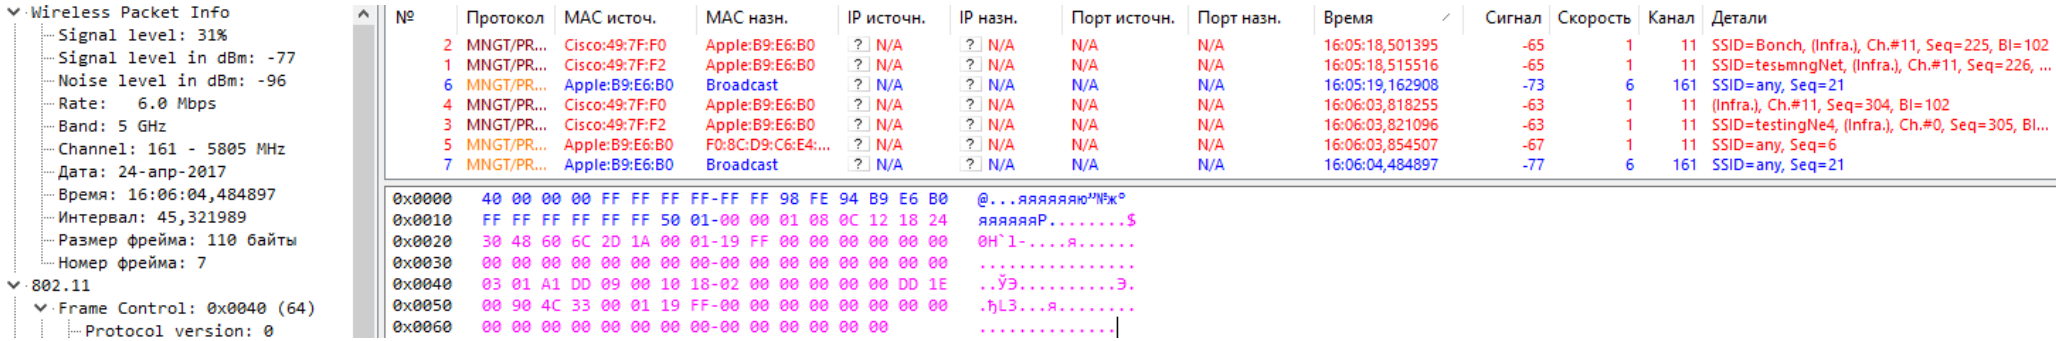 Wireless Packet Info
Signal level: 31%
Signal level in dBm: -77
Noise level in dBm: -96
Rate: 6.0 Mbps
Band: 5 GHz
Channel: 161 - 5805 MHz
Дата: 24-апр-2017
Время: 16:06:04,484897
Интервал: 45,321989
Размер фрейма: 110 байты
Номер фрейма: 7
802.11
Frame Control: 0x0040 (64)
Protocol version: 0
№ Протокол MAC источ. MAC назн. IP источн. IP назн. Порт источн. Порт назн. Время Сигнал Скорость Канал Детали
2 MNGT/PR... Cisco:49:7F:F0 Apple:B9:E6:B0 ? N/A ? N/A N/A N/A 16:05:18,501395 -65 1 11 SSID=Bonch, (Infra.), Ch.#11, Seq=225, BI=102
1 MNGT/PR... Cisco:49:7F:F2 Apple:B9:E6:B0 ? N/A ? N/A N/A N/A 16:05:18,515516 -65 1 11 SSID=tesьmngNet, (Infra.), Ch.#11, Seq=226, ...
6 MNGT/PR... Apple:B9:E6:B0 Broadcast ? N/A ? N/A N/A N/A 16:05:19,162908 -73 6 161 SSID=any, Seq=21
4 MNGT/PR... Cisco:49:7F:F0 Apple:B9:E6:B0 ? N/A ? N/A N/A N/A 16:06:03,818255 -63 1 11 (Infra.), Ch.#11, Seq=304, BI=102
3 MNGT/PR... Cisco:49:7F:F2 Apple:B9:E6:B0 ? N/A ? N/A N/A N/A 16:06:03,821096 -63 1 11 SSID=testingNe4, (Infra.), Ch.#0, Seq=305, BI...
5 MNGT/PR... Apple:B9:E6:B0 F0:8C:D9:C6:E4:... ? N/A ? N/A N/A N/A 16:06:03,854507 -67 1 11 SSID=any, Seq=6
7 MNGT/PR... Apple:B9:E6:B0 Broadcast ? N/A ? N/A N/A N/A 16:06:04,484897 -77 6 161 SSID=any, Seq=21
0x0000 40 00 00 00 FF FF FF FF-FF FF 98 FE 94 B9 E6 B0 @...яяяяяяю”№ж°
0x0010 FF FF FF FF FF FF 50 01-00 00 01 08 0C 12 18 24 яяяяяяP........$
0x0020 30 48 60 6C 2D 1A 00 01-19 FF 00 00 00 00 00 00 0H`l-....я......
0x0030 00 00 00 00 00 00 00 00-00 00 00 00 00 00 00 00 ................
0x0040 03 01 A1 DD 09 00 10 18-02 00 00 00 00 00 DD 1E ..ЎЭ..........Э.
0x0050 00 90 4C 33 00 01 19 FF-00 00 00 00 00 00 00 00 .ђL3...я........
0x0060 00 00 00 00 00 00 00 00-00 00 00 00 00 00 ..............